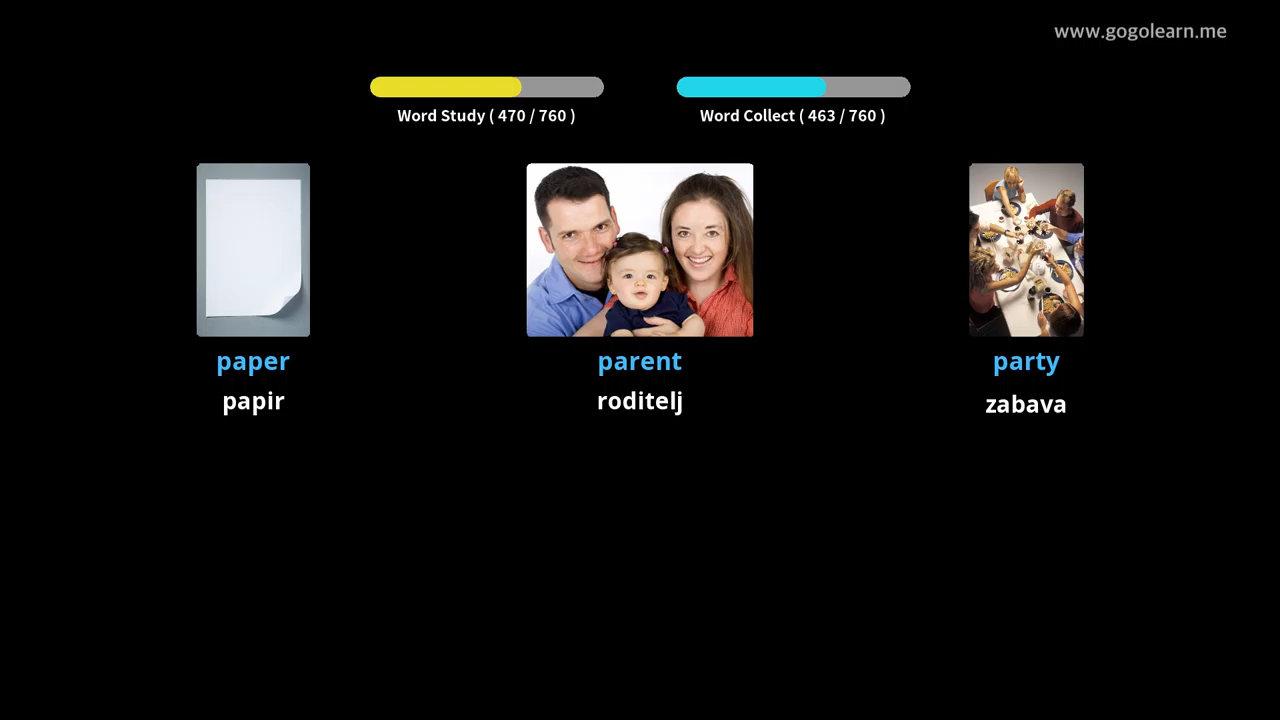 www.gogolearn.me
Word Study ( 470 / 760 )
Word Collect ( 463 / 760 )
paper
parent
party
papir
roditelj
zabava